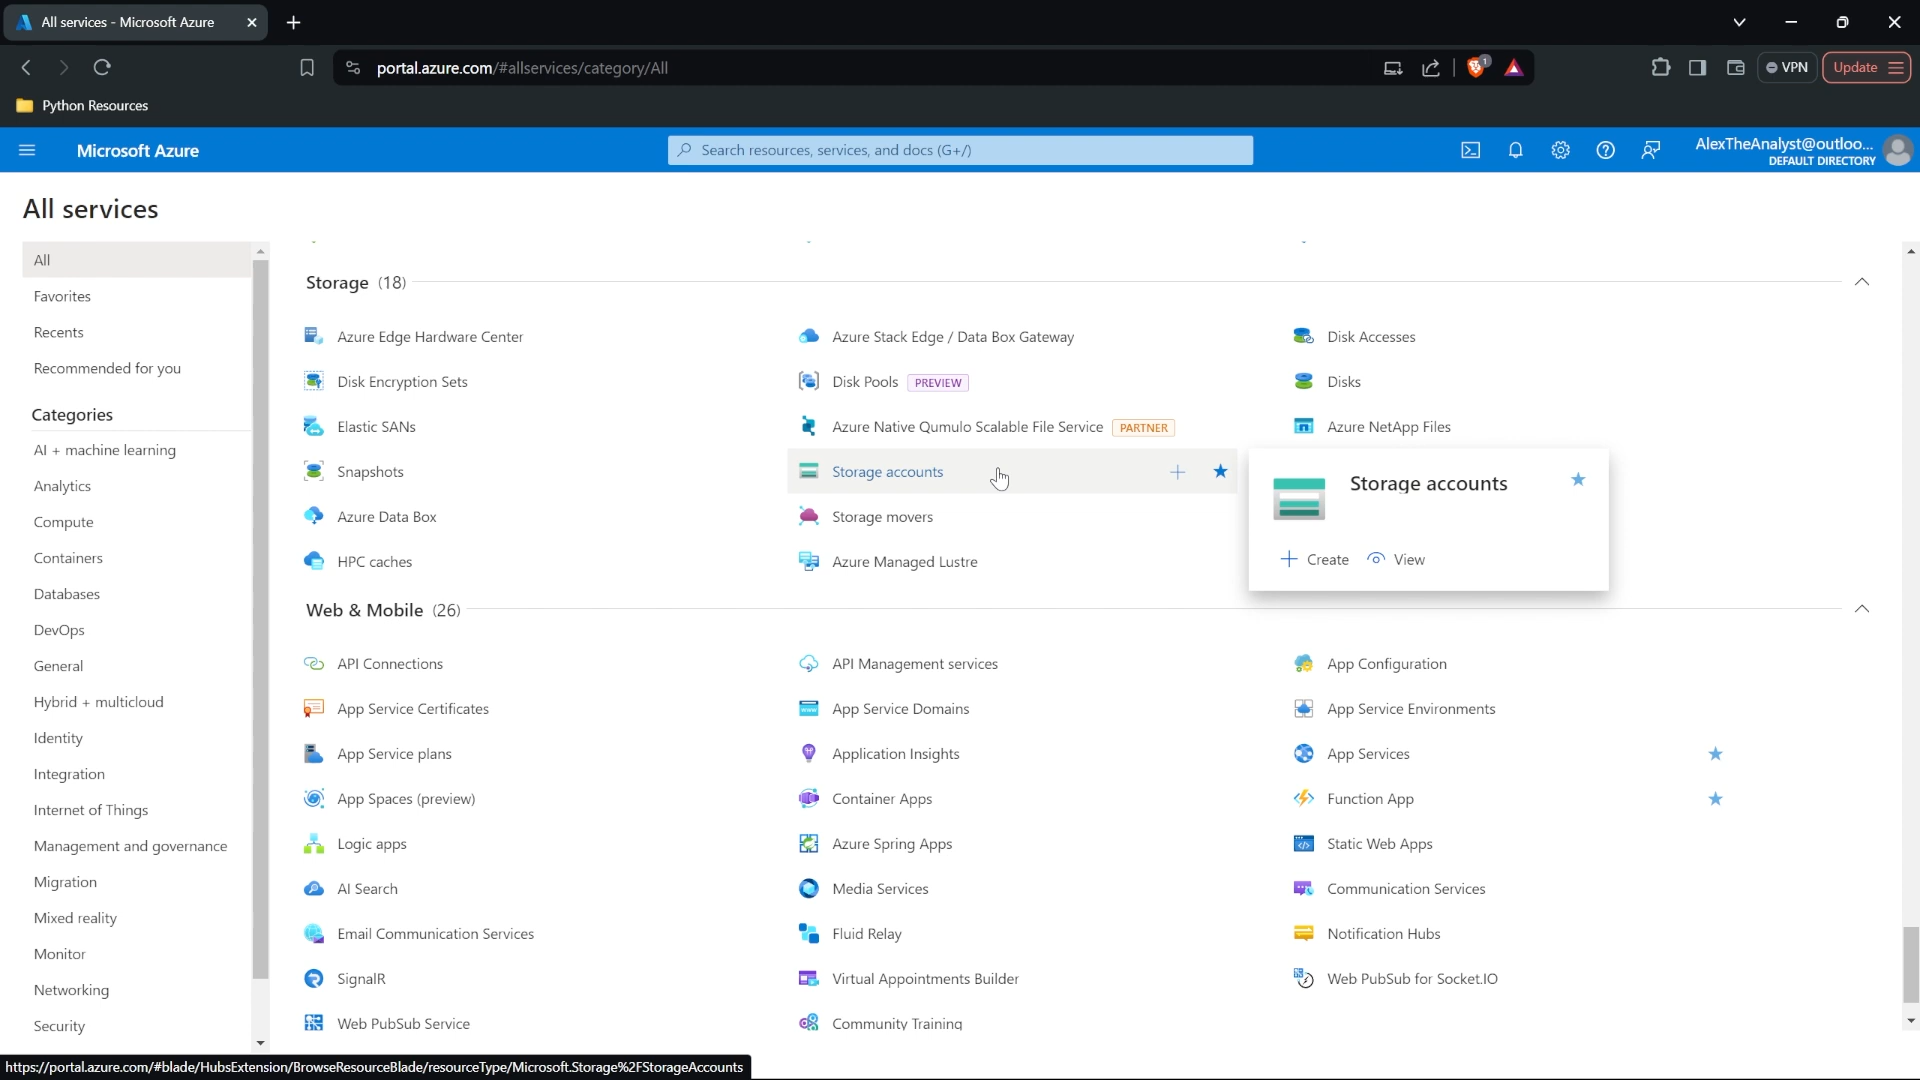 All services - Microsoft Azure
portal.azure.com/#allservices/category/All
1
VPN
Update
Python Resources
Microsoft Azure
Search resources, services, and docs (G+/)
AlexTheAnalyst@outloo...
DEFAULT DIRECTORY
All services
All
Favorites
Recents
Recommended for you
Categories
AI + machine learning
Analytics
Compute
Containers
Databases
DevOps
General
Hybrid + multicloud
Identity
Integration
Internet of Things
Management and governance
Migration
Mixed reality
Monitor
Networking
Security
Storage (18)
Azure Edge Hardware Center
Azure Stack Edge / Data Box Gateway
Disk Accesses
Disk Encryption Sets
Disk Pools PREVIEW
Disks
Elastic SANs
Azure Native Qumulo Scalable File Service PARTNER
Azure NetApp Files
Snapshots
Storage accounts
Azure Data Box
Storage movers
HPC caches
Azure Managed Lustre
Storage accounts
Create View
Web & Mobile (26)
API Connections
API Management services
App Configuration
App Service Certificates
App Service Domains
App Service Environments
App Service plans
Application Insights
App Services
App Spaces (preview)
Container Apps
Function App
Logic apps
Azure Spring Apps
Static Web Apps
AI Search
Media Services
Communication Services
Email Communication Services
Fluid Relay
Notification Hubs
SignalR
Virtual Appointments Builder
Web PubSub for Socket.IO
Web PubSub Service
Community Training
https://portal.azure.com/#blade/HubsExtension/BrowseResourceBlade/resourceType/Microsoft.Storage%2FStorageAccounts